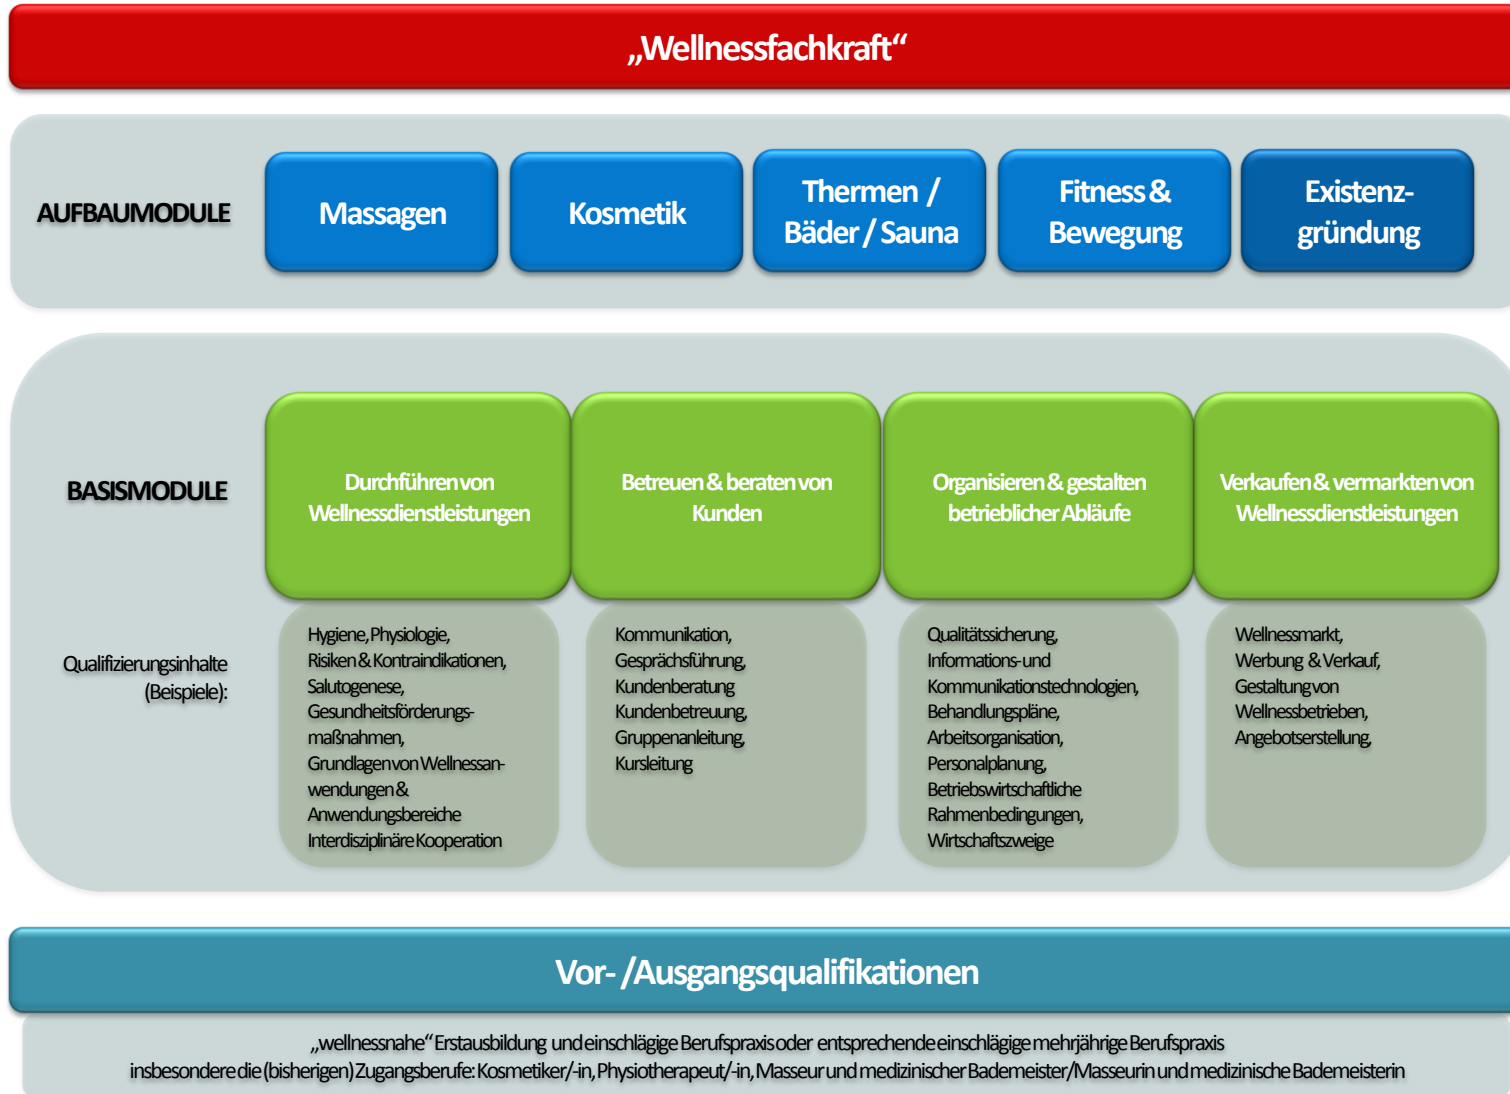 „Wellnessfachkraft“
AUFBAUMODULE
Massagen
Kosmetik
Thermen /
Bäder / Sauna
Fitness &
Bewegung
Existenz-
gründung
BASISMODULE
Durchführen von
Wellnessdienstleistungen
Betreuen & beraten von
Kunden
Organisieren & gestalten
betrieblicher Abläufe
Verkaufen & vermarkten von
Wellnessdienstleistungen
Qualifizierungsinhalte
(Beispiele):
Hygiene, Physiologie,
Risiken & Kontraindikationen,
Salutogenese,
Gesundheitsförderungs-
maßnahmen,
Grundlagen von Wellnessan-
wendungen &
Anwendungsbereiche
Interdisziplinäre Kooperation
Kommunikation,
Gesprächsführung,
Kundenberatung
Kundenbetreuung,
Gruppenanleitung,
Kursleitung
Qualitätssicherung,
Informations- und
Kommunikationstechnologien,
Behandlungspläne,
Arbeitsorganisation,
Personalplanung,
Betriebswirtschaftliche
Rahmenbedingungen,
Wirtschaftszweige
Wellnessmarkt,
Werbung & Verkauf,
Gestaltung von
Wellnessbetrieben,
Angebotserstellung,
Vor- /Ausgangsqualifikationen
„wellnessnahe“ Erstausbildung und einschlägige Berufspraxis oder entsprechende einschlägige mehrjährige Berufspraxis
insbesondere die (bisherigen) Zugangsberufe: Kosmetiker/-in, Physiotherapeut/-in, Masseur und medizinischer Bademeister/Masseurin und medizinische Bademeisterin